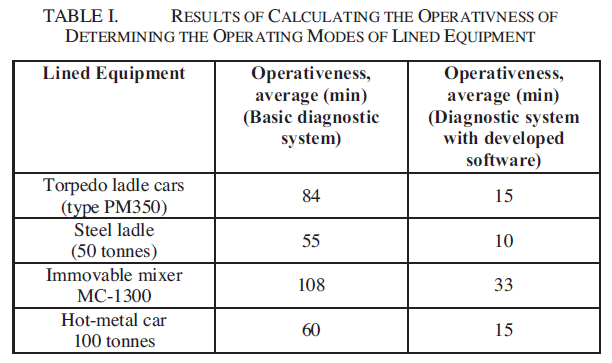 TABLE I. RESULTS OF CALCULATING THE OPERATIVNESS OF
DETERMINING THE OPERATING MODES OF LINED EQUIPMENT
Lined Equipment
Operativeness,
average (min)
(Basic diagnostic
system)
Operativeness,
average (min)
(Diagnostic system
with developed
software)
Torpedo ladle cars
(type PM350)
84
15
Steel ladle
(50 tonnes)
55
10
Immovable mixer
MC-1300
108
33
Hot-metal car
100 tonnes
60
15